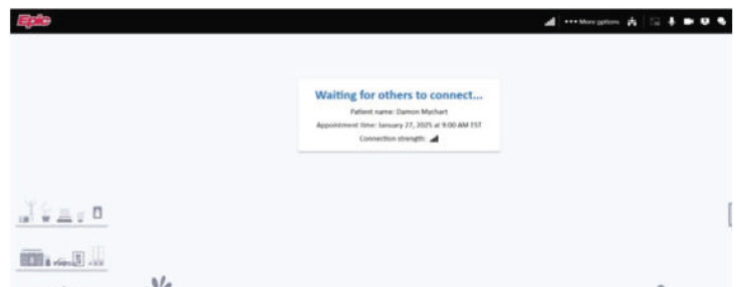 Epic
••• More options
Waiting for others to connect...
Patient name: Damon Mychart
Appointment time: January 27, 2025 at 9:00 AM EST
Connection strength: